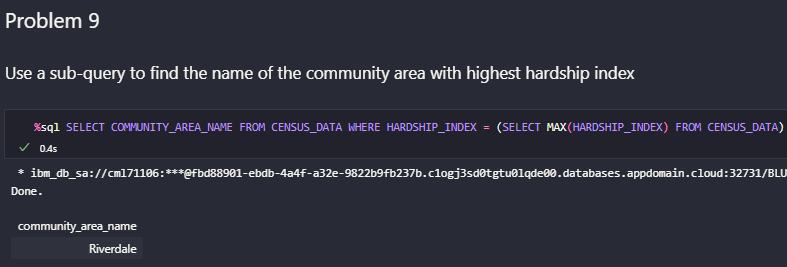 Problem 9
Use a sub-query to find the name of the community area with highest hardship index
%sql SELECT COMMUNITY_AREA_NAME FROM CENSUS_DATA WHERE HARDSHIP_INDEX = (SELECT MAX(HARDSHIP_INDEX) FROM CENSUS_DATA)
0.4s
* ibm_db_sa://cml71106:***@fbd88901-ebdb-4a4f-a32e-9822b9fb237b.c1ogj3sd0tgtu0lqde00.databases.appdomain.cloud:32731/BLU
Done.
community_area_name
Riverdale